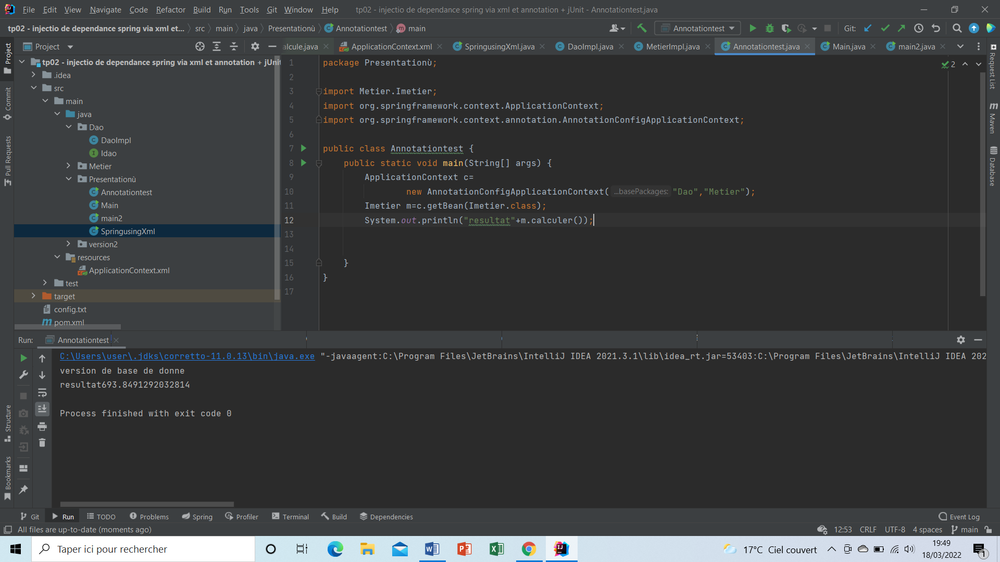 File Edit View Navigate Code Refactor Build Run Tools Git Window Help tp02 - injectio de dependance spring via xml et annotation + jUnit - Annotationtest.java
tp02 - injectio de dependance spring via xml et... src main java Presentationù Annotationtest main Annotationtest Git:
Project
alcule.java ApplicationContext.xml SpringusingXml.java DaoImpl.java MetierImpl.java Annotationtest.java Main.java main2.java
tp02 - injectio de dependance spring via xml et annotation + jUnit
.idea
src
main
java
Dao
DaoImpl
Idao
Metier
Presentationù
Annotationtest
Main
main2
SpringusingXml
version2
resources
ApplicationContext.xml
test
target
config.txt
pom.xml
1 package Presentationù;
2
3 import Metier.Imetier;
4 import org.springframework.context.ApplicationContext;
5 import org.springframework.context.annotation.AnnotationConfigApplicationContext;
6
7 public class Annotationtest {
8 public static void main(String[] args) {
9 ApplicationContext c=
10 new AnnotationConfigApplicationContext( ...basePackages: "Dao","Metier");
11 Imetier m=c.getBean(Imetier.class);
12 System.out.println("resultat"+m.calculer());
13
14
15 }
16 }
17
2
Project
Commit
Pull Requests
Structure
Bookmarks
Request List
Maven
Database
Run: Annotationtest
C:\Users\user\.jdks\corretto-11.0.13\bin\java.exe "-javaagent:C:\Program Files\JetBrains\IntelliJ IDEA 2021.3.1\lib\idea_rt.jar=53403:C:\Program Files\JetBrains\IntelliJ IDEA 202
version de base de donne
resultat693.8491292032814
Process finished with exit code 0
Git Run TODO Problems Spring Profiler Terminal Build Dependencies Event Log
All files are up-to-date (moments ago) 12:53 CRLF UTF-8 4 spaces main
Taper ici pour rechercher 17°C Ciel couvert 19:49
18/03/2022 1